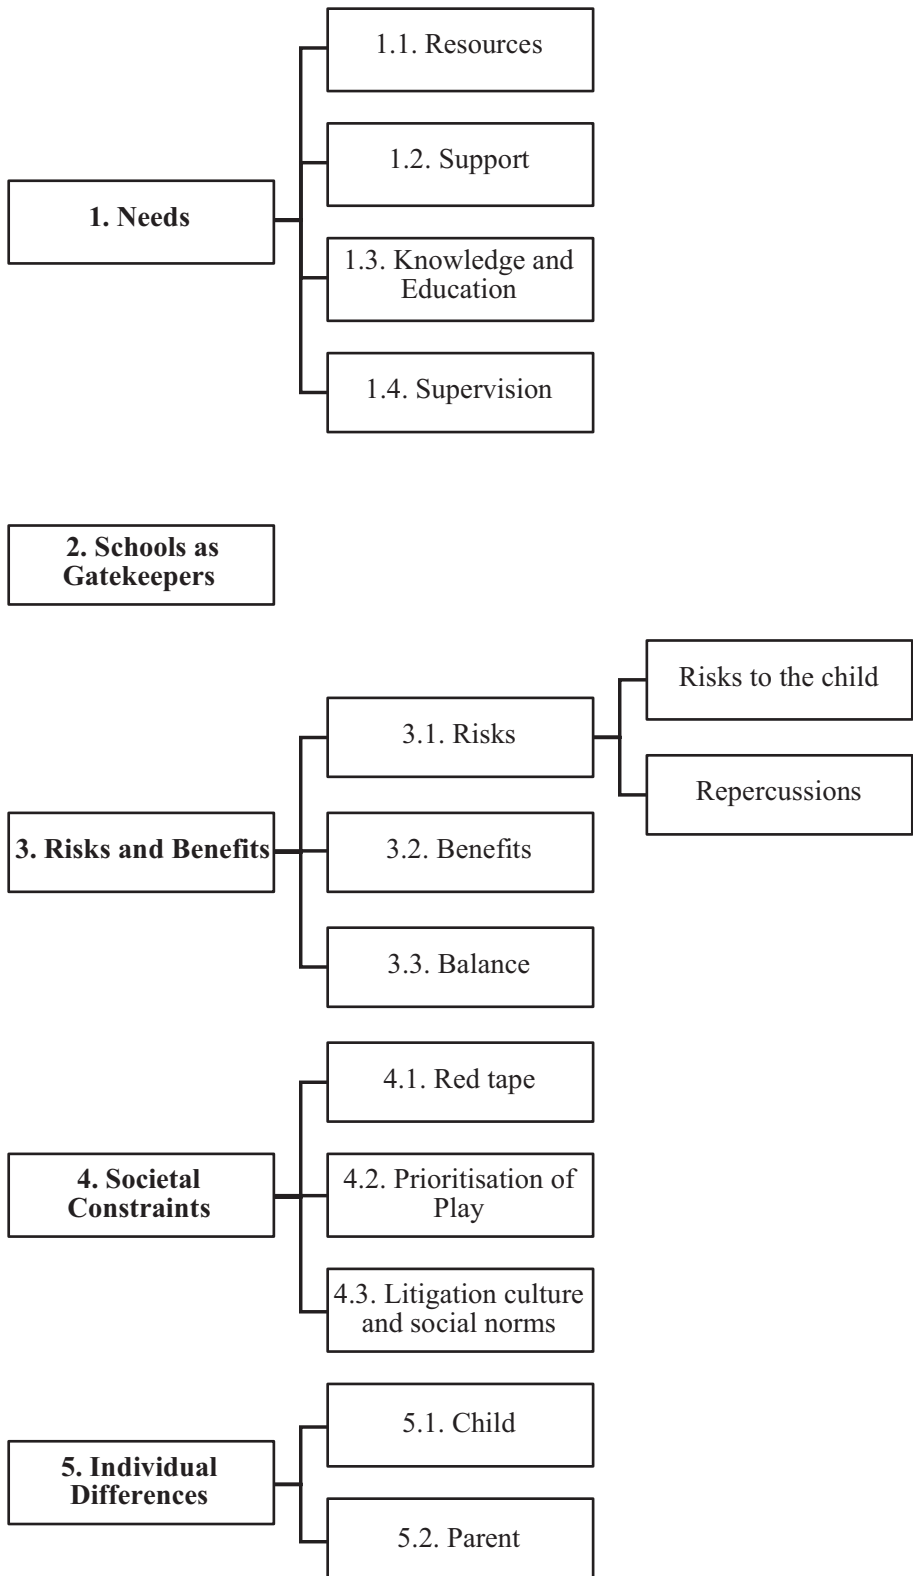 1. Needs
1.1. Resources
1.2. Support
1.3. Knowledge and
Education
1.4. Supervision
2. Schools as
Gatekeepers
3. Risks and Benefits
3.1. Risks
Risks to the child
Repercussions
3.2. Benefits
3.3. Balance
4. Societal
Constraints
4.1. Red tape
4.2. Prioritisation of
Play
4.3. Litigation culture
and social norms
5. Individual
Differences
5.1. Child
5.2. Parent